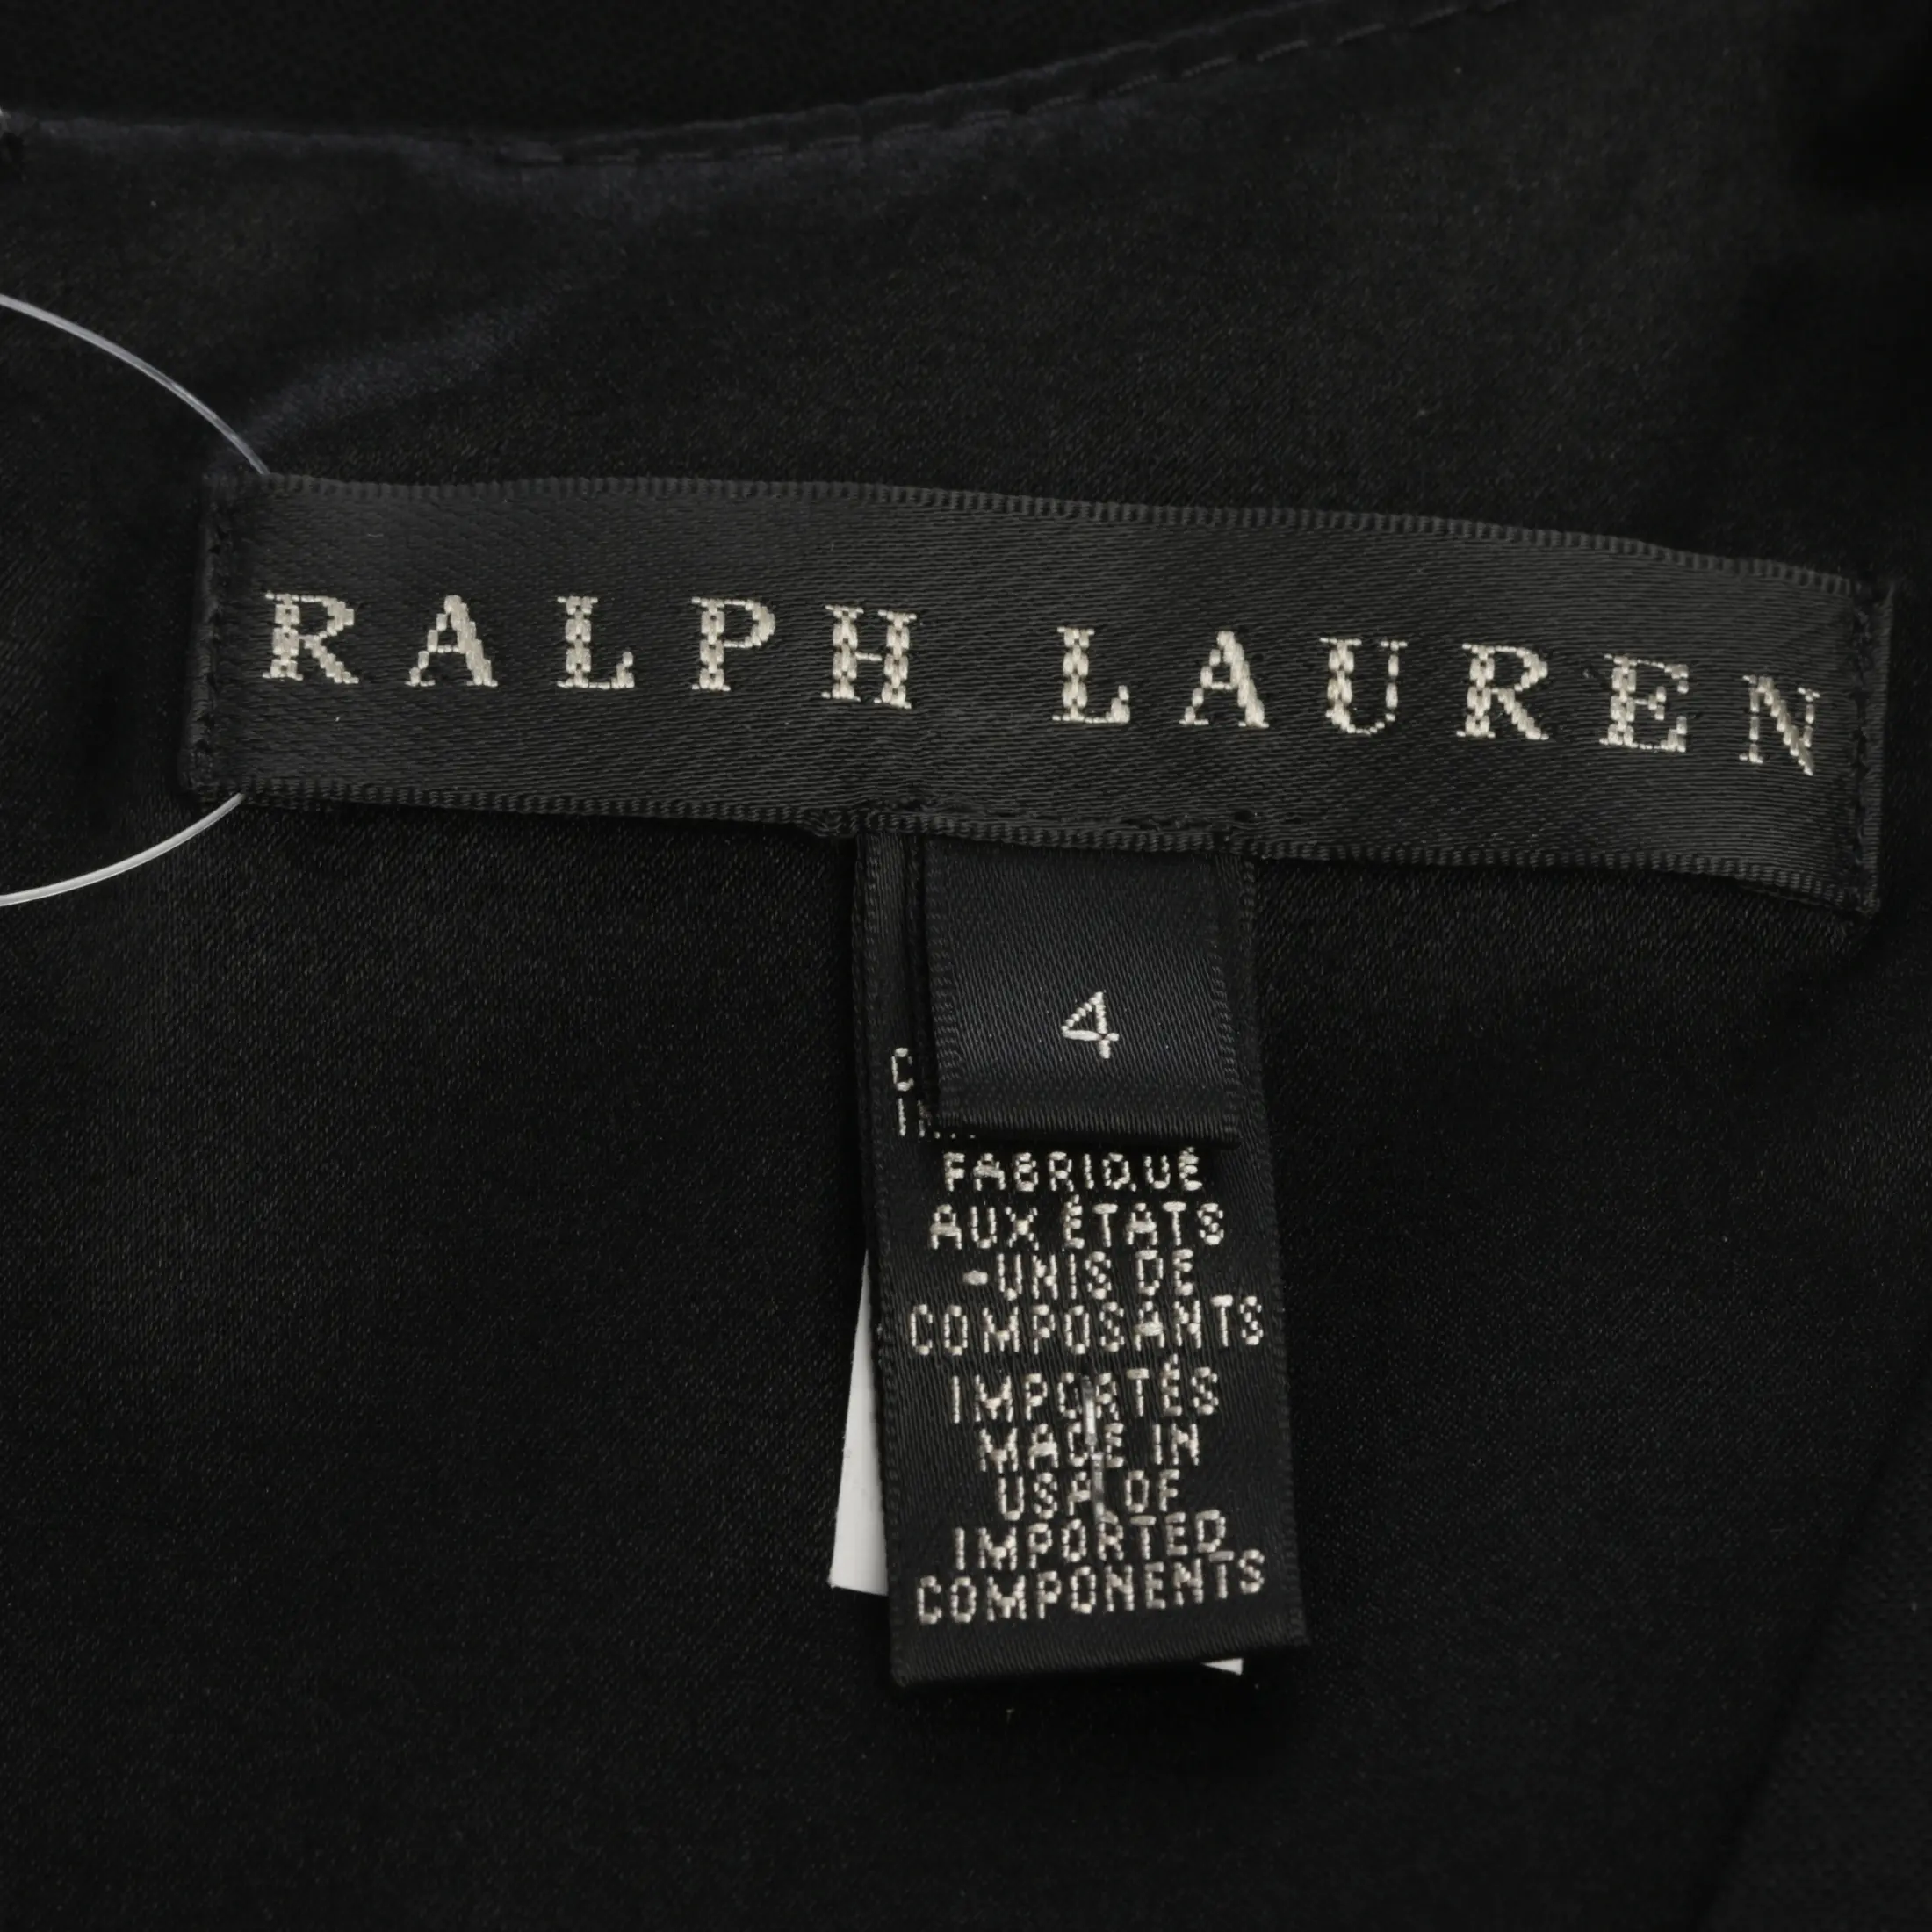 RALPH LAUREN
4
FABRIQUÉ
AUX ÉTATS
-UNIS DE
COMPOSANTS
IMPORTÉS
MADE IN
USA OF
IMPORTED
COMPONENTS